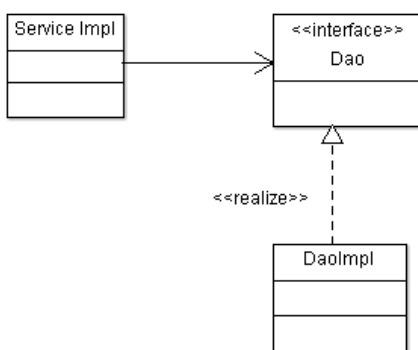 Service Impl
<<interface>>
Dao
<<realize>>
DaoImpl